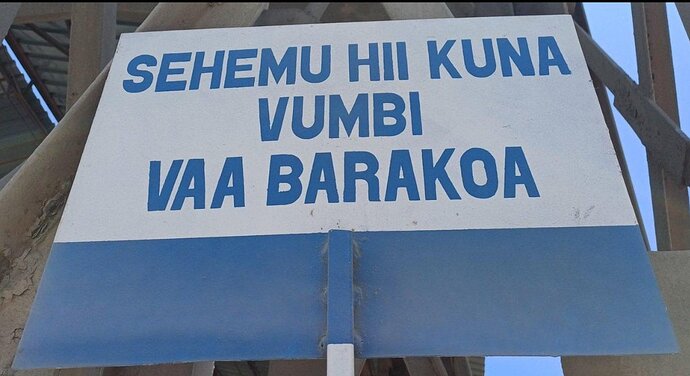 SEHEMU HII KUNA
VUMBI
VAA BARAKOA